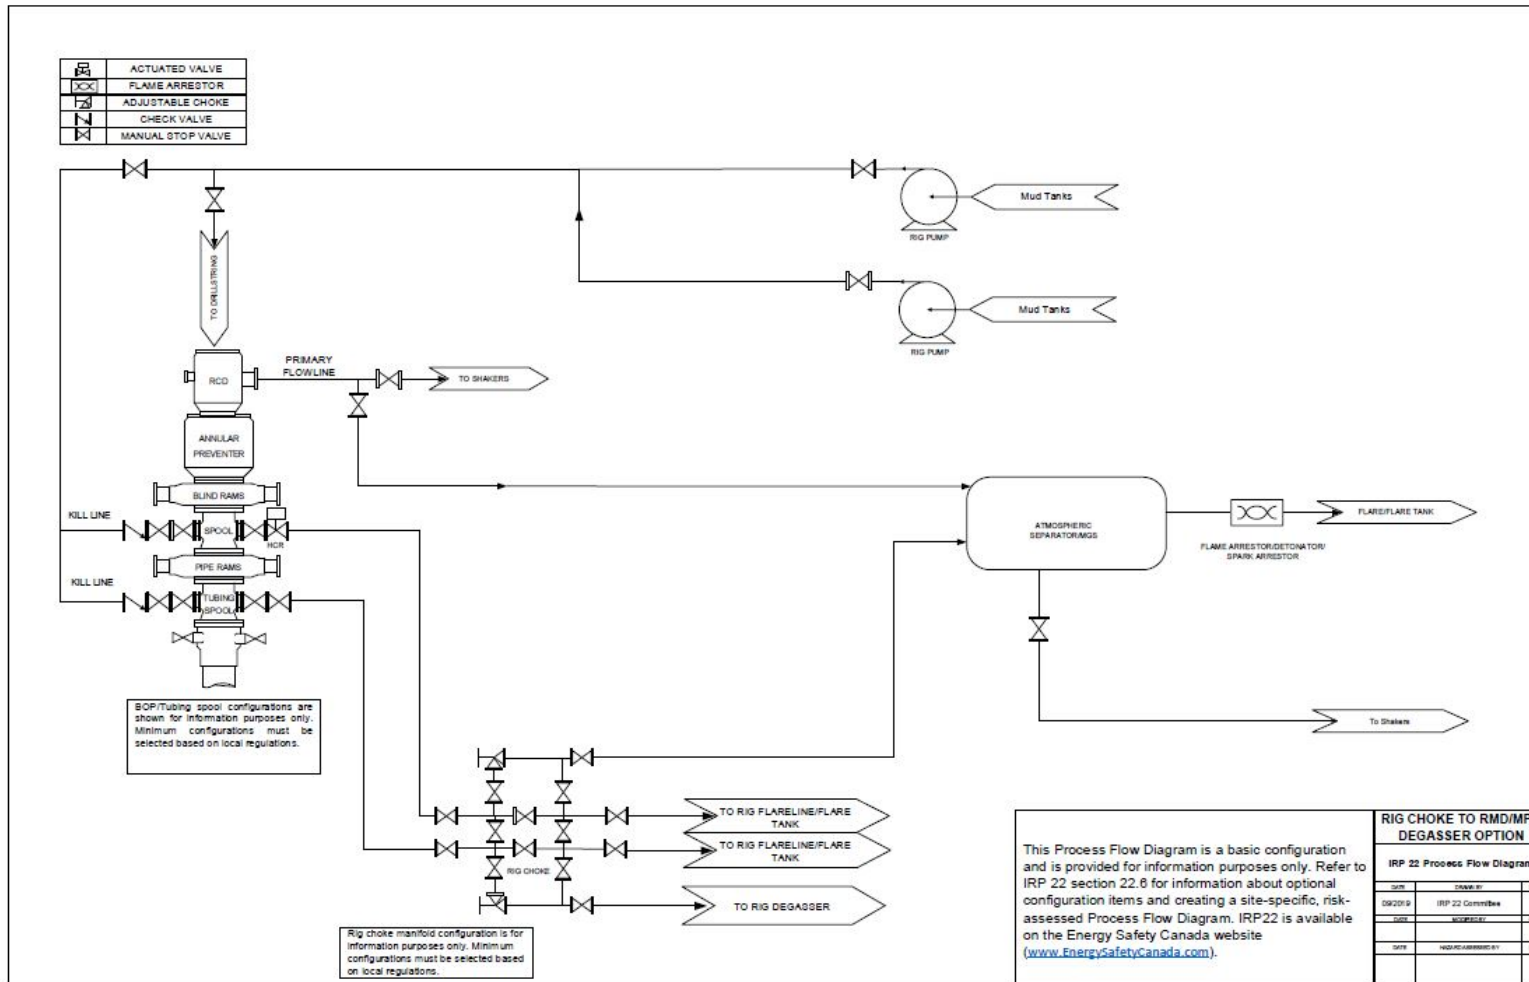 ACTUATED VALVE
FLAME ARRESTOR
ADJUSTABLE CHOKE
CHECK VALVE
MANUAL STOP VALVE
Mud Tanks
RIG PUMP
TO DRILLSTRING
Mud Tanks
RIG PUMP
PRIMARY
FLOWLINE
RCD
TO SHAKERS
ANNULAR
PREVENTER
BLIND RAMS
KILL LINE
SPOOL
HCR
PIPE RAMS
KILL LINE
TUBING
SPOOL
ATMOSPHERIC
SEPARATOR/MGS
FLARE/FLARE TANK
FLAME ARRESTOR/DETONATOR/
SPARK ARRESTOR
To Shakers
BOP/Tubing spool configurations are
shown for information purposes only.
Minimum configurations must be
selected based on local regulations.
TO RIG FLARELINE/FLARE
TANK
TO RIG FLARELINE/FLARE
TANK
RIG CHOKE
TO RIG DEGASSER
Rig choke manifold configuration is for
information purposes only. Minimum
configurations must be selected based
on local regulations.
This Process Flow Diagram is a basic configuration
and is provided for information purposes only. Refer to
IRP 22 section 22.6 for information about optional
configuration items and creating a site-specific, risk-
assessed Process Flow Diagram. IRP22 is available
on the Energy Safety Canada website
(www.EnergySafetyCanada.com).
RIG CHOKE TO RMD/MP
DEGASSER OPTION
IRP 22 Process Flow Diagram
DATE DRAWN BY
09/2019 IRP 22 Committee
DATE MODIFIED BY
DATE HAZARD ASSESSED BY